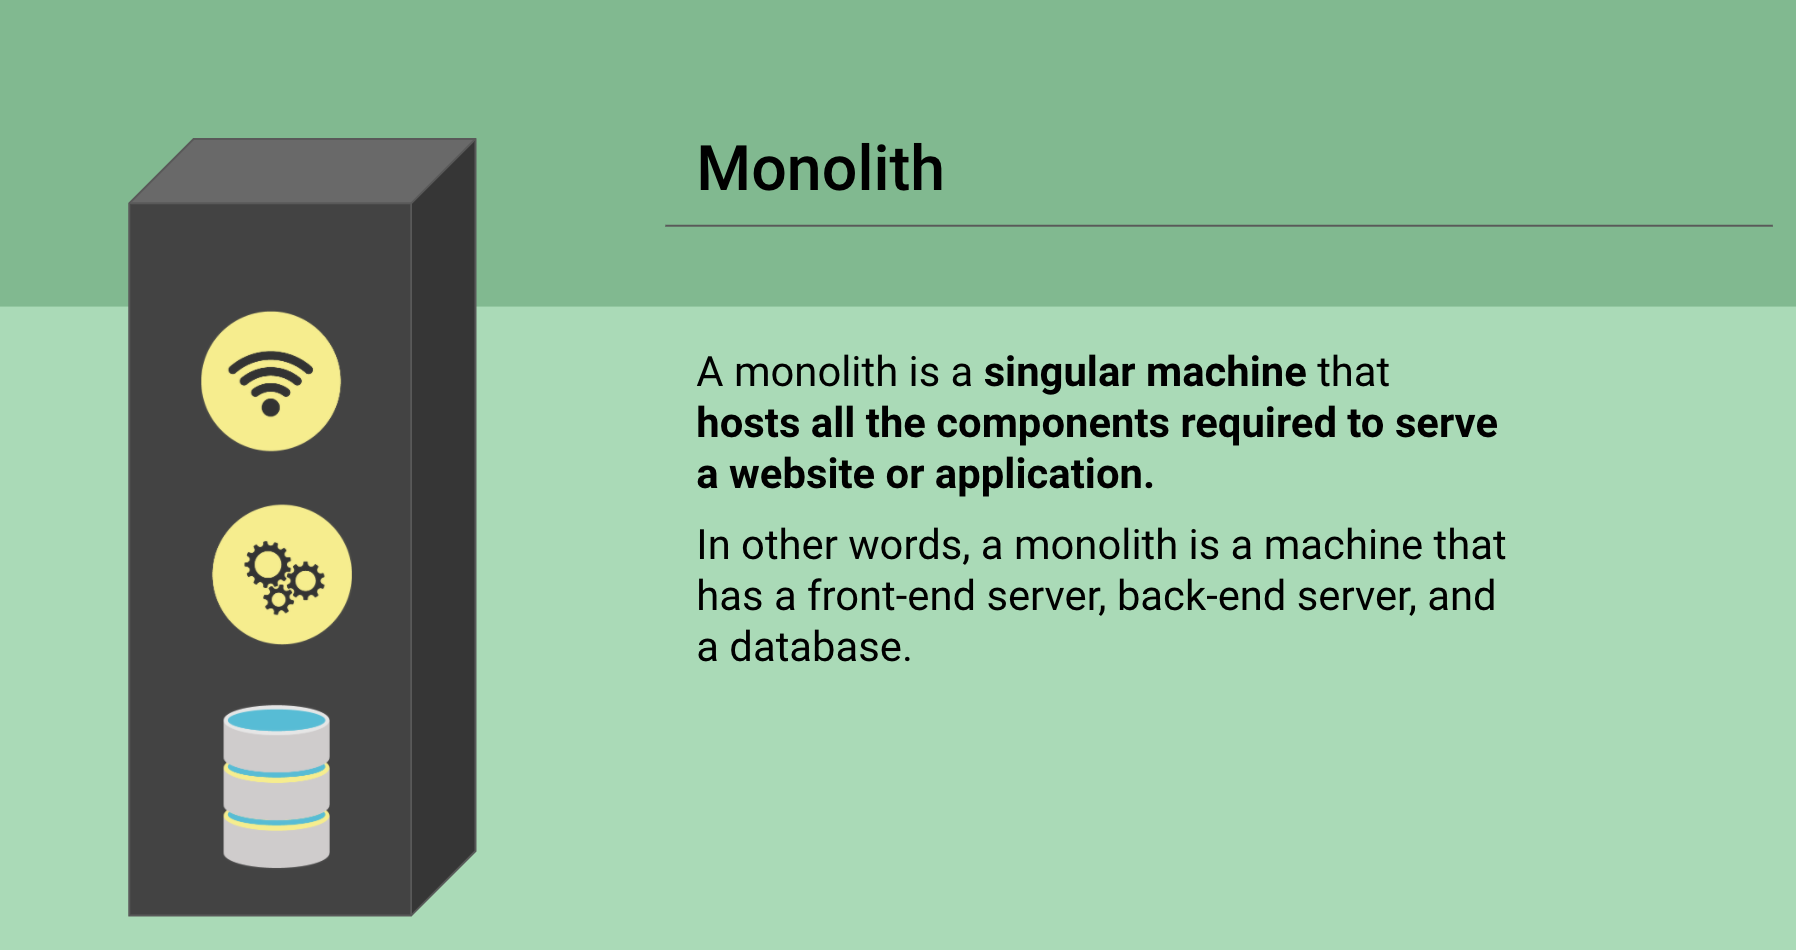 Monolith
A monolith is a singular machine that
hosts all the components required to serve
a website or application.
In other words, a monolith is a machine that
has a front-end server, back-end server, and
a database.